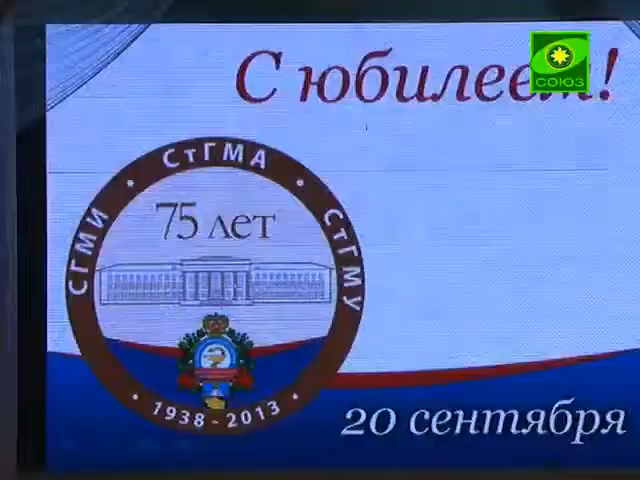 С юбилеем!
СОЮЗ
СГМИ • СтГМА • СтГМУ
75 лет
• 1938 - 2013 •
20 сентября